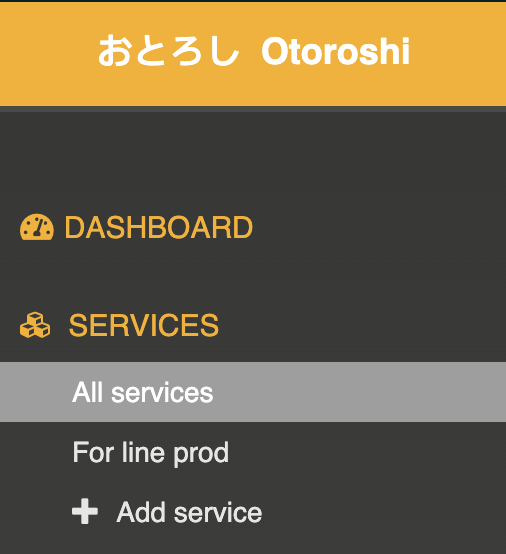 おとろし Otoroshi
DASHBOARD
SERVICES
All services
For line prod
Add service